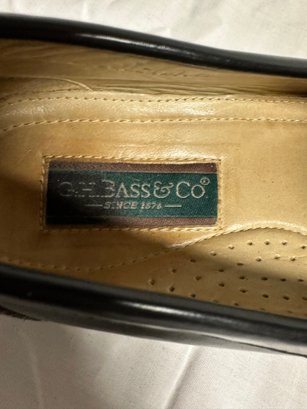 G.H. BASS & CO®
— SINCE 1876 —